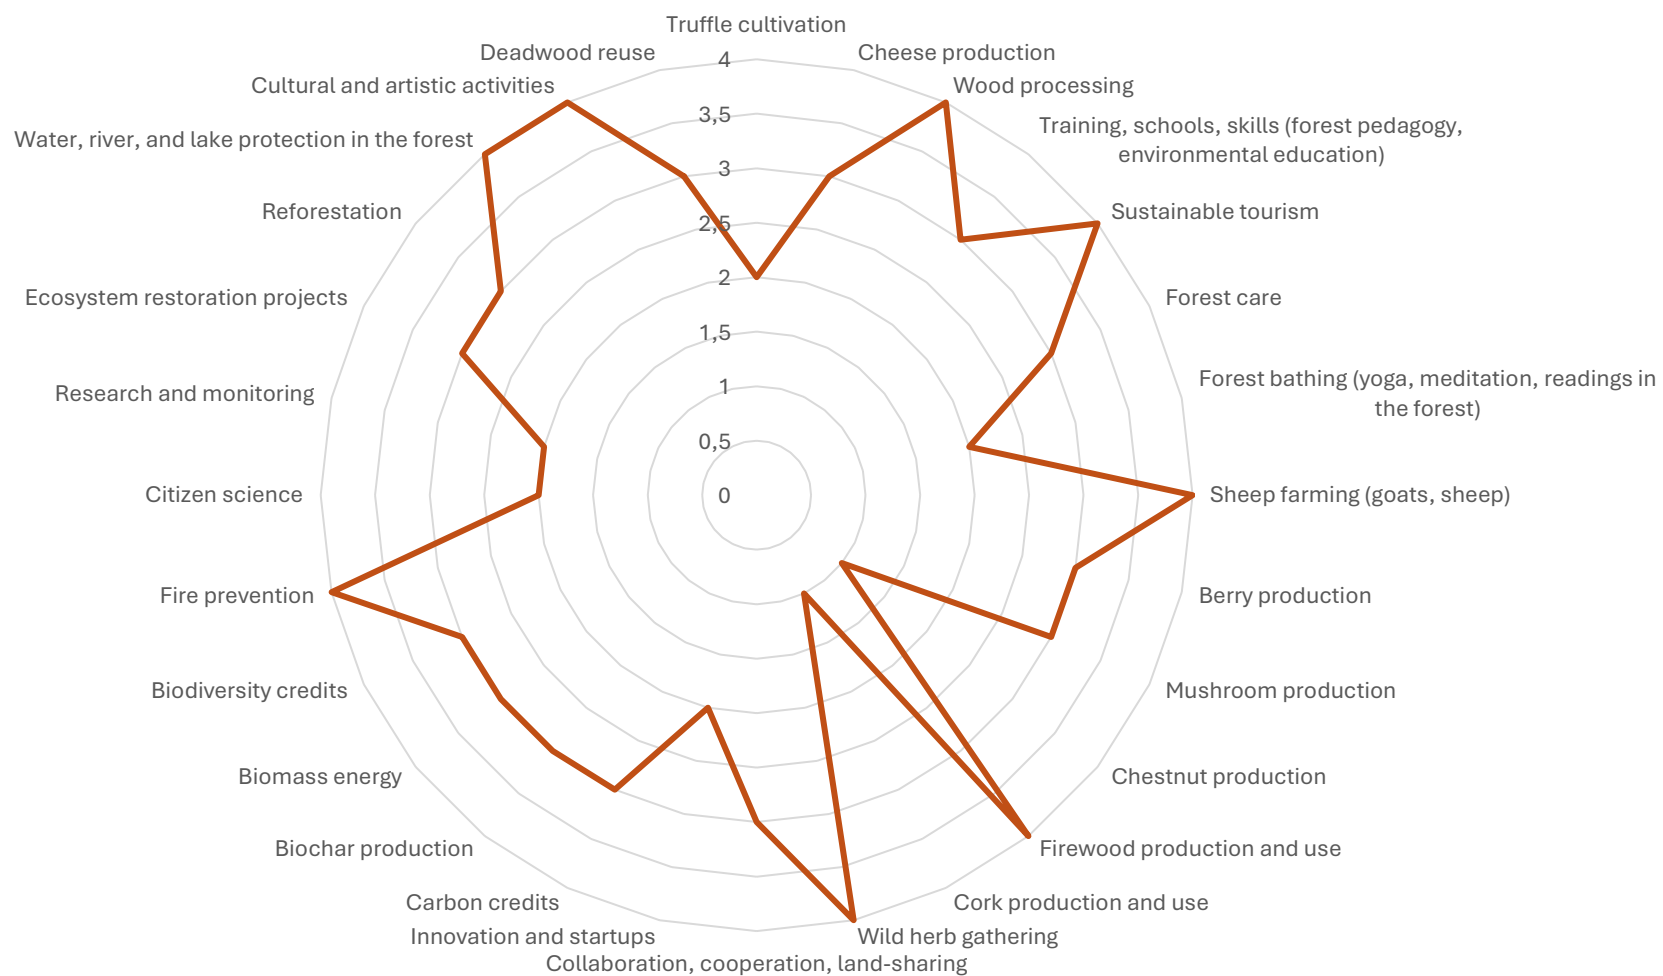 Truffle cultivation
Cheese production
Wood processing
Training, schools, skills (forest pedagogy,
environmental education)
Sustainable tourism
Forest care
Forest bathing (yoga, meditation, readings in
the forest)
Sheep farming (goats, sheep)
Berry production
Mushroom production
Chestnut production
Firewood production and use
Cork production and use
Wild herb gathering
Collaboration, cooperation, land-sharing
Innovation and startups
Carbon credits
Biochar production
Biomass energy
Biodiversity credits
Fire prevention
Citizen science
Research and monitoring
Ecosystem restoration projects
Reforestation
Water, river, and lake protection in the forest
Cultural and artistic activities
Deadwood reuse
4
3,5
3
2,5
2
1,5
1
0,5
0